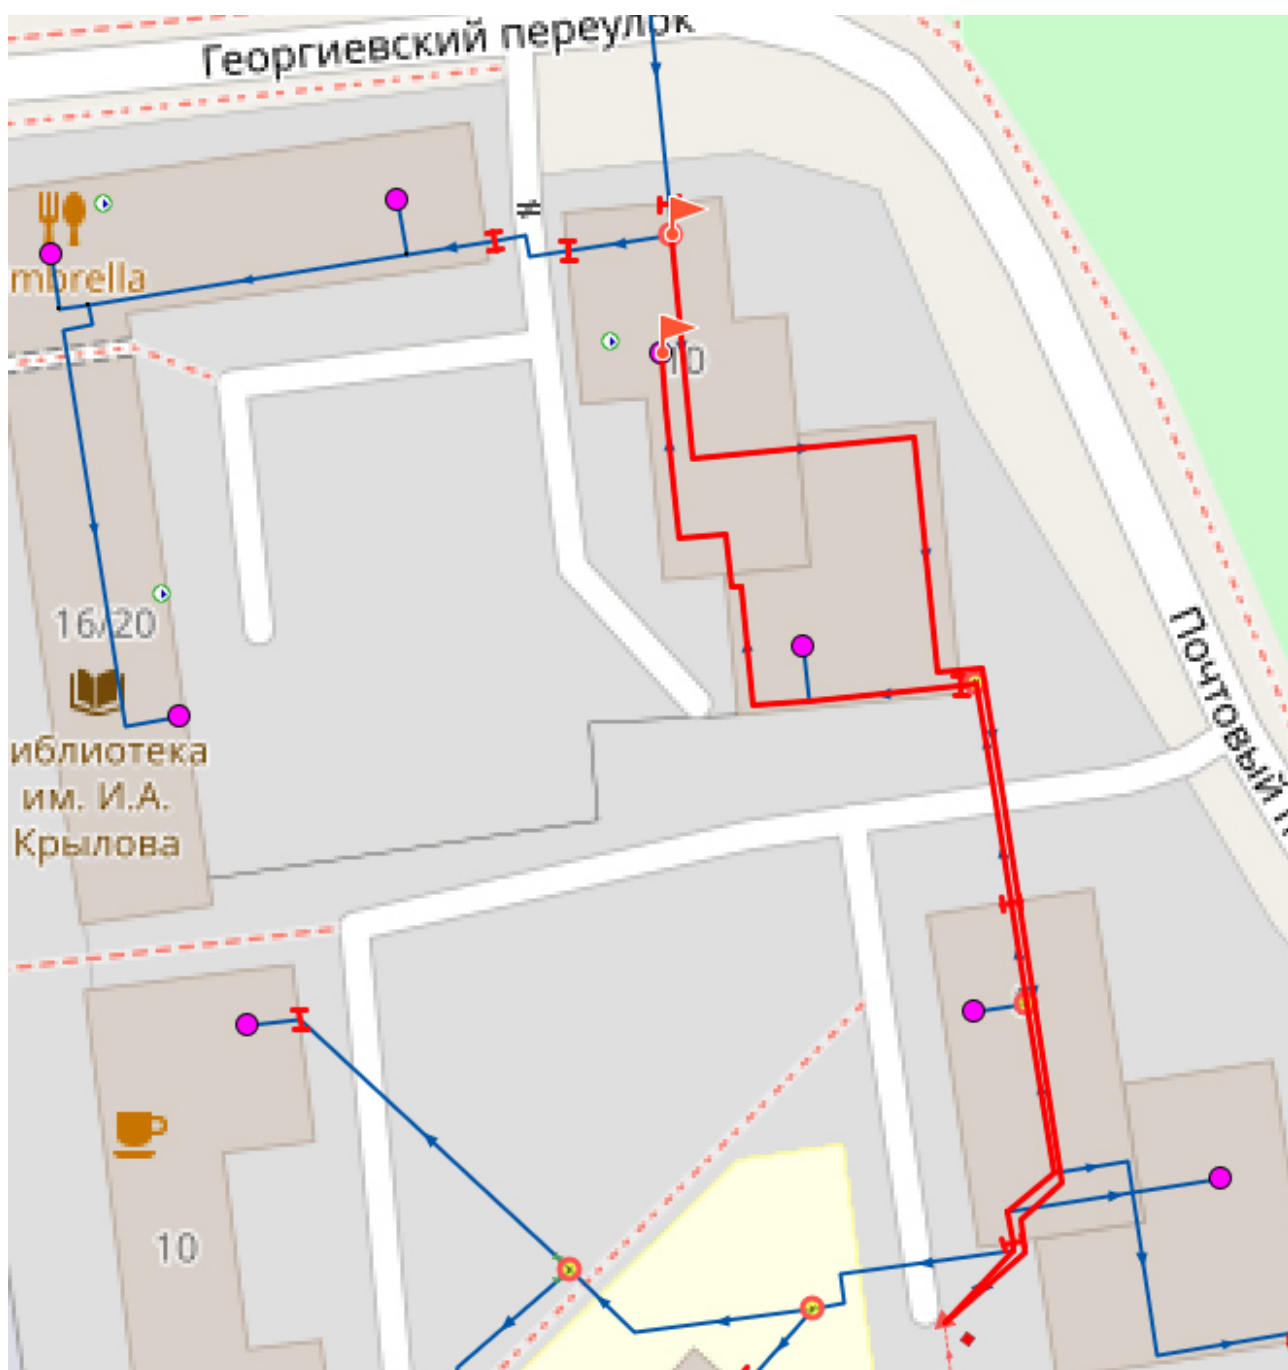 Георгиевский переулок
mbrella
10
16/20
иблиотека
им. И.А.
Крылова
Почтовый п
10